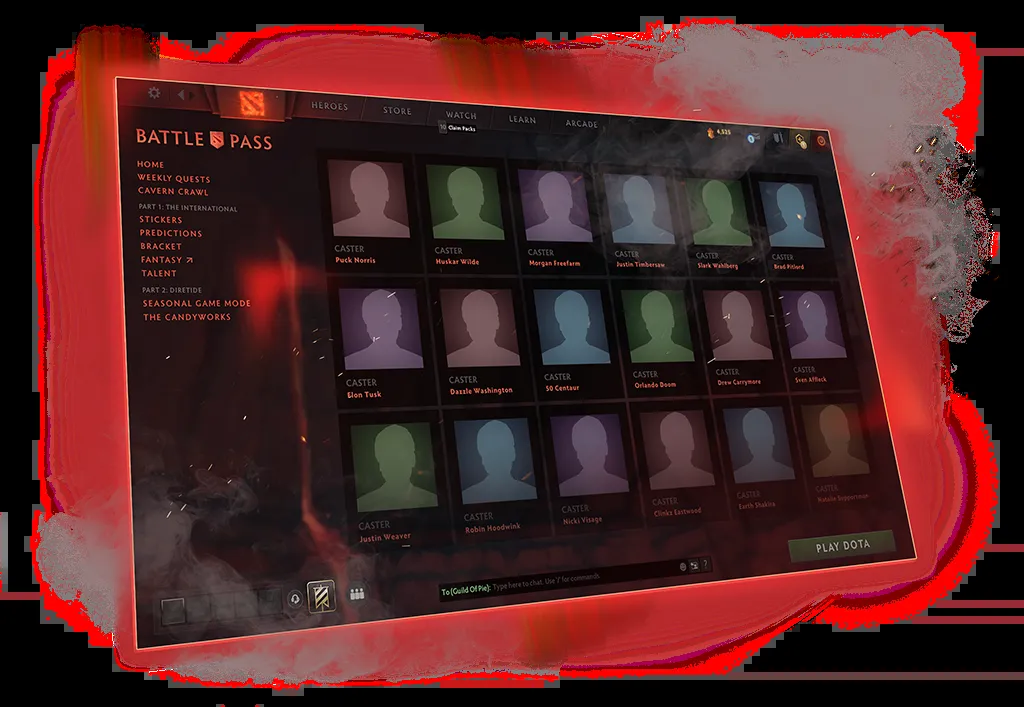 HEROES
STORE
WATCH
LEARN
ARCADE
10 Claim Packs
4,525
BATTLE PASS
HOME
WEEKLY QUESTS
CAVERN CRAWL
PART 1: THE INTERNATIONAL
STICKERS
PREDICTIONS
BRACKET
FANTASY
TALENT
PART 2: DIRETIDE
SEASONAL GAME MODE
THE CANDYWORKS
CASTER
Puck Norris
CASTER
Huskar Wilde
CASTER
Morgan Freefarm
CASTER
Justin Timbersaw
CASTER
Slark Wahlberg
CASTER
Brad Pitlord
CASTER
Elon Tusk
CASTER
Dazzle Washington
CASTER
50 Centaur
CASTER
Orlando Doom
CASTER
Drew Carrymore
CASTER
Sven Affleck
CASTER
Justin Weaver
CASTER
Robin Hoodwink
CASTER
Nicki Visage
CASTER
Clinkz Eastwood
CASTER
Earth Shakira
CASTER
To [Guild Of Pie]: Type here to chat. Use '/' for commands.
?
PLAY DOTA